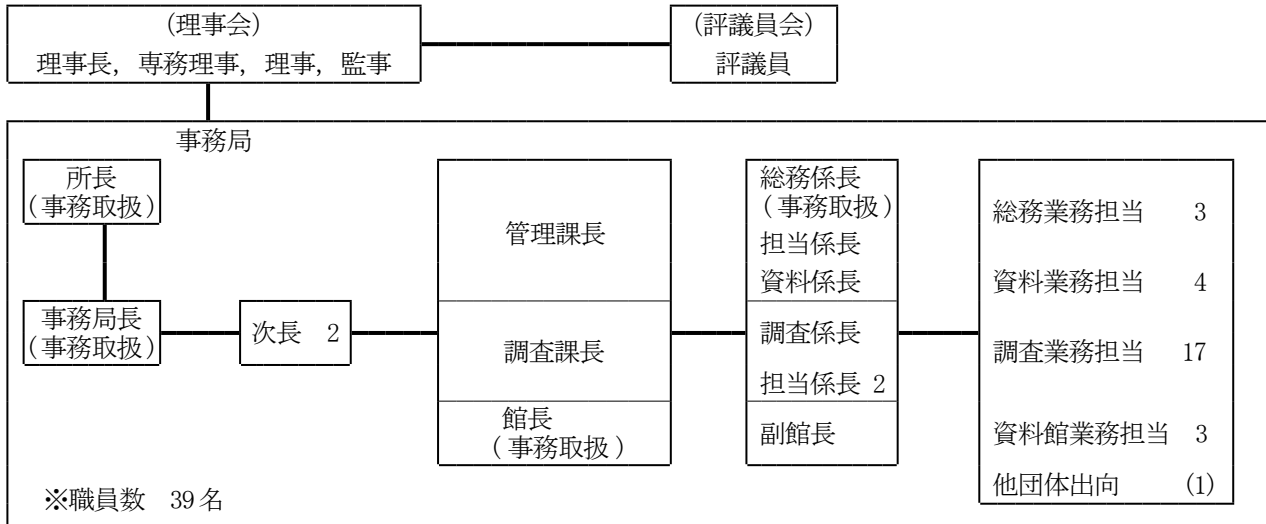 (理事会)
理事長，専務理事，理事，監事
(評議員会)
評議員
事務局
所長
(事務取扱)
事務局長
(事務取扱)
次長　2
管理課長
調査課長
館長
(事務取扱)
総務係長
(事務取扱)
担当係長
資料係長
調査係長
担当係長 2
副館長
総務業務担当　3
資料業務担当　4
調査業務担当　17
資料館業務担当　3
他団体出向　(1)
※職員数　39名